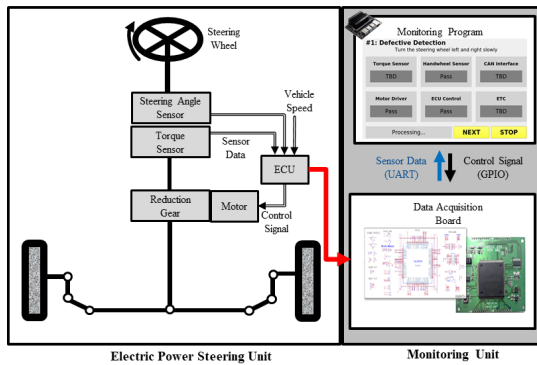 Steering
Wheel
Steering Angle
Sensor
Torque
Sensor
Sensor
Data
Vehicle
Speed
ECU
Reduction
Gear
Motor
Control
Signal
Electric Power Steering Unit
Monitoring Program
#1: Defective Detection
Turn the steering wheel left and right slowly
Torque Sensor
Handwheel Sensor
CAN Interface
TBD
Pass
TBD
Motor Driver
ECU Control
ETC
Pass
Pass
TBD
Processing...
NEXT
STOP
Sensor Data
(UART)
Control Signal
(GPIO)
Data Acquisition
Board
Monitoring Unit